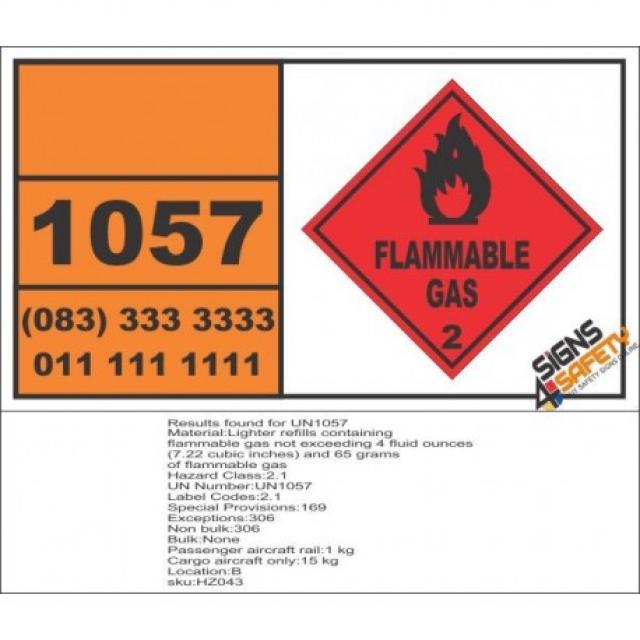 1057
(083) 333 3333
011 111 1111
FLAMMABLE
GAS
2
SIGNS
4SAFETY
SAFETY SIGNS ONLINE
Results found for UN1057
Material:Lighter refills containing
flammable gas not exceeding 4 fluid ounces
(7.22 cubic inches) and 65 grams
of flammable gas
Hazard Class:2.1
UN Number:UN1057
Label Codes:2.1
Special Provisions:169
Exceptions:306
Non bulk:306
Bulk:None
Passenger aircraft rail:1 kg
Cargo aircraft only:15 kg
Location:B
sku:HZ043